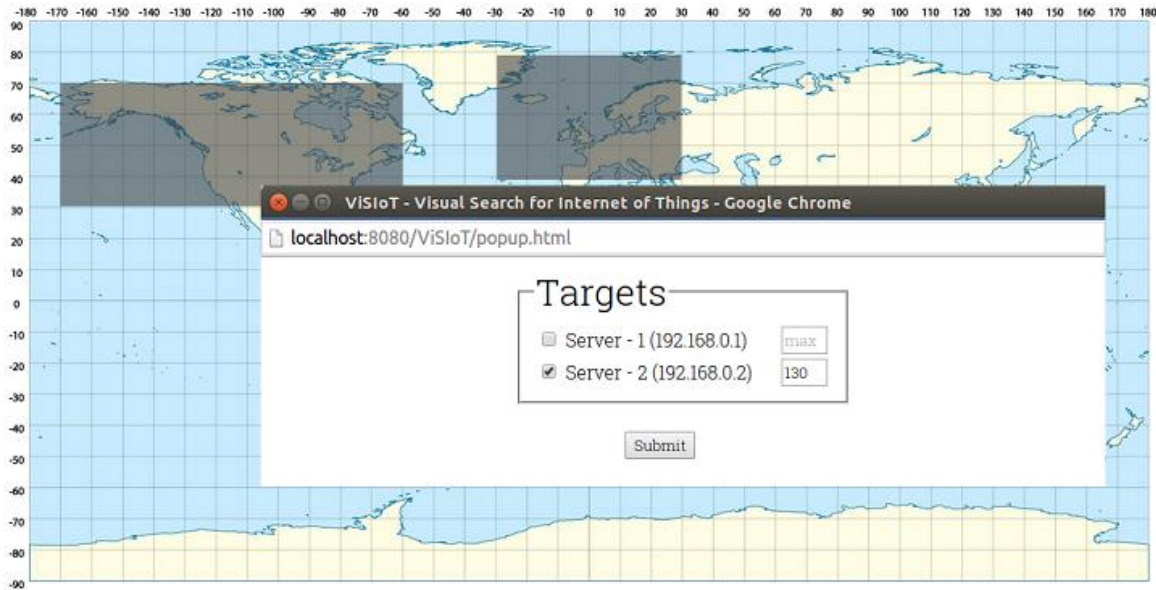 -180 -170 -160 -150 -140 -130 -120 -110 -100 -90 -80 -70 -60 -50 -40 -30 -20 -10 0 10 20 30 40 50 60 70 80 90 100 110 120 130 140 150 160 170 180
90
80
70
60
50
40
30
20
10
0
-10
-20
-30
-40
-50
-60
-70
-80
-90
ViSIoT - Visual Search for Internet of Things - Google Chrome
localhost:8080/ViSIoT/popup.html
Targets
Server - 1 (192.168.0.1) max
Server - 2 (192.168.0.2) 130
Submit